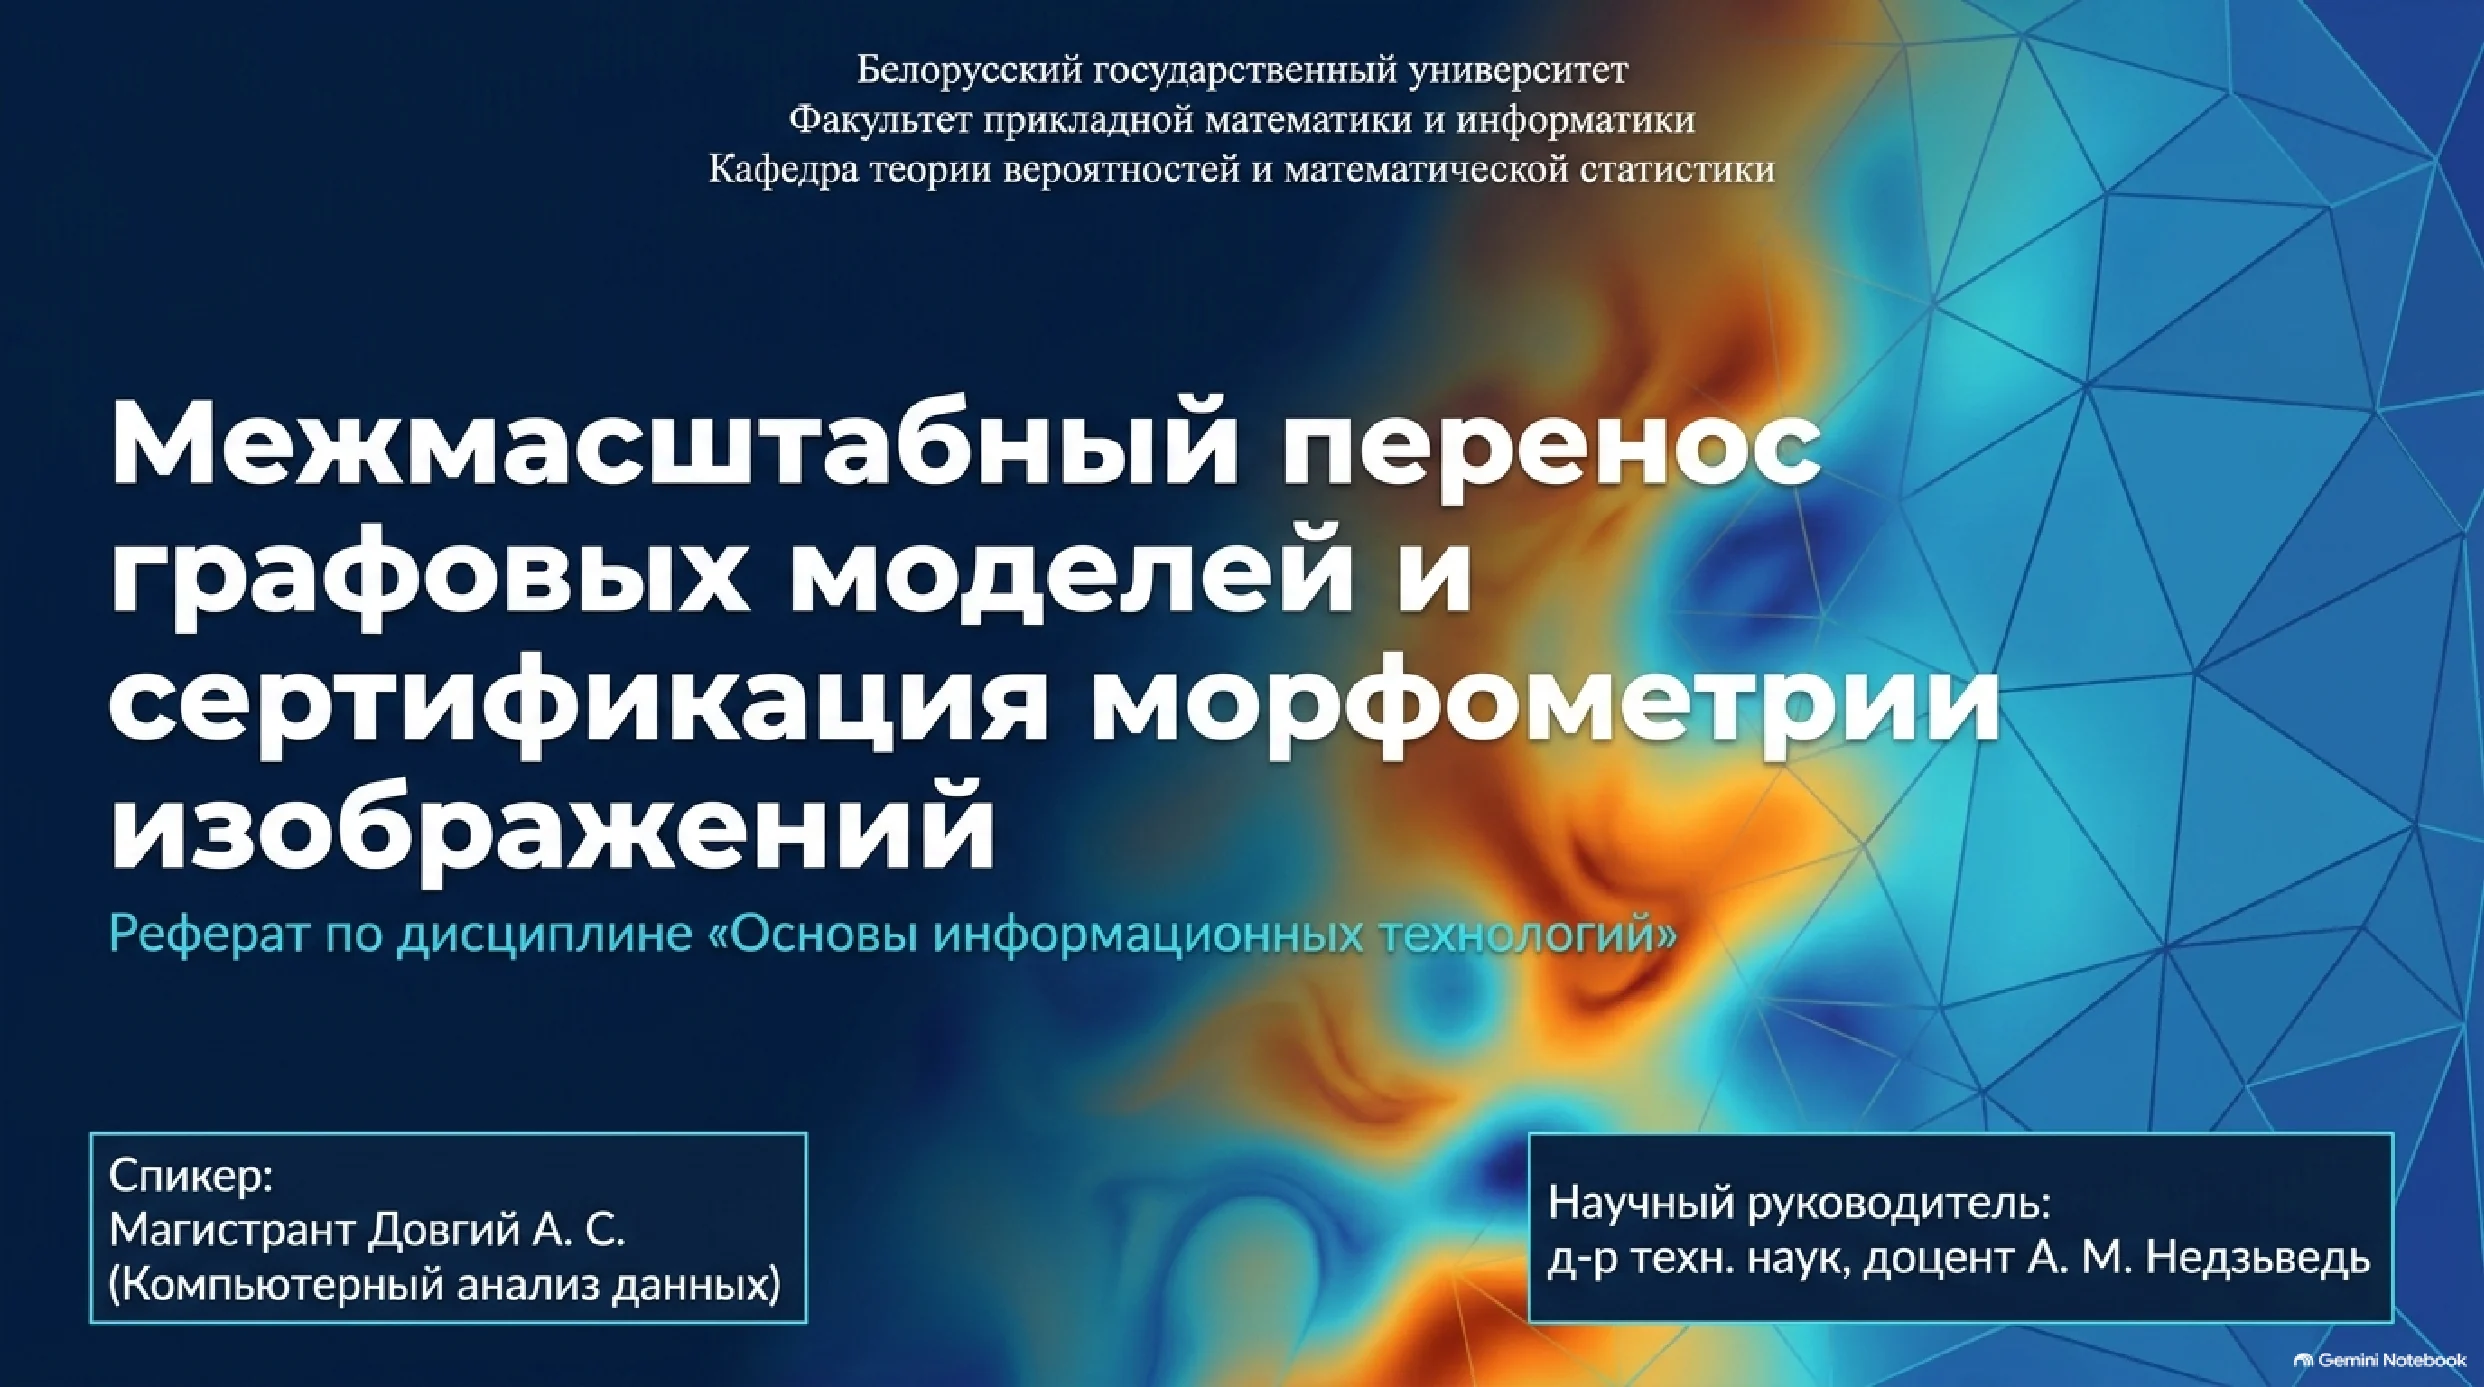 Белорусский государственный университет
Факультет прикладной математики и информатики
Кафедра теории вероятностей и математической статистики
Межмасштабный перенос
графовых моделей и
сертификация морфометрии
изображений
Реферат по дисциплине «Основы информационных технологий»
Спикер:
Магистрант Довгий А. С.
(Компьютерный анализ данных)
Научный руководитель:
д-р техн. наук, доцент А. М. Недзьведь
Gemini Notebook